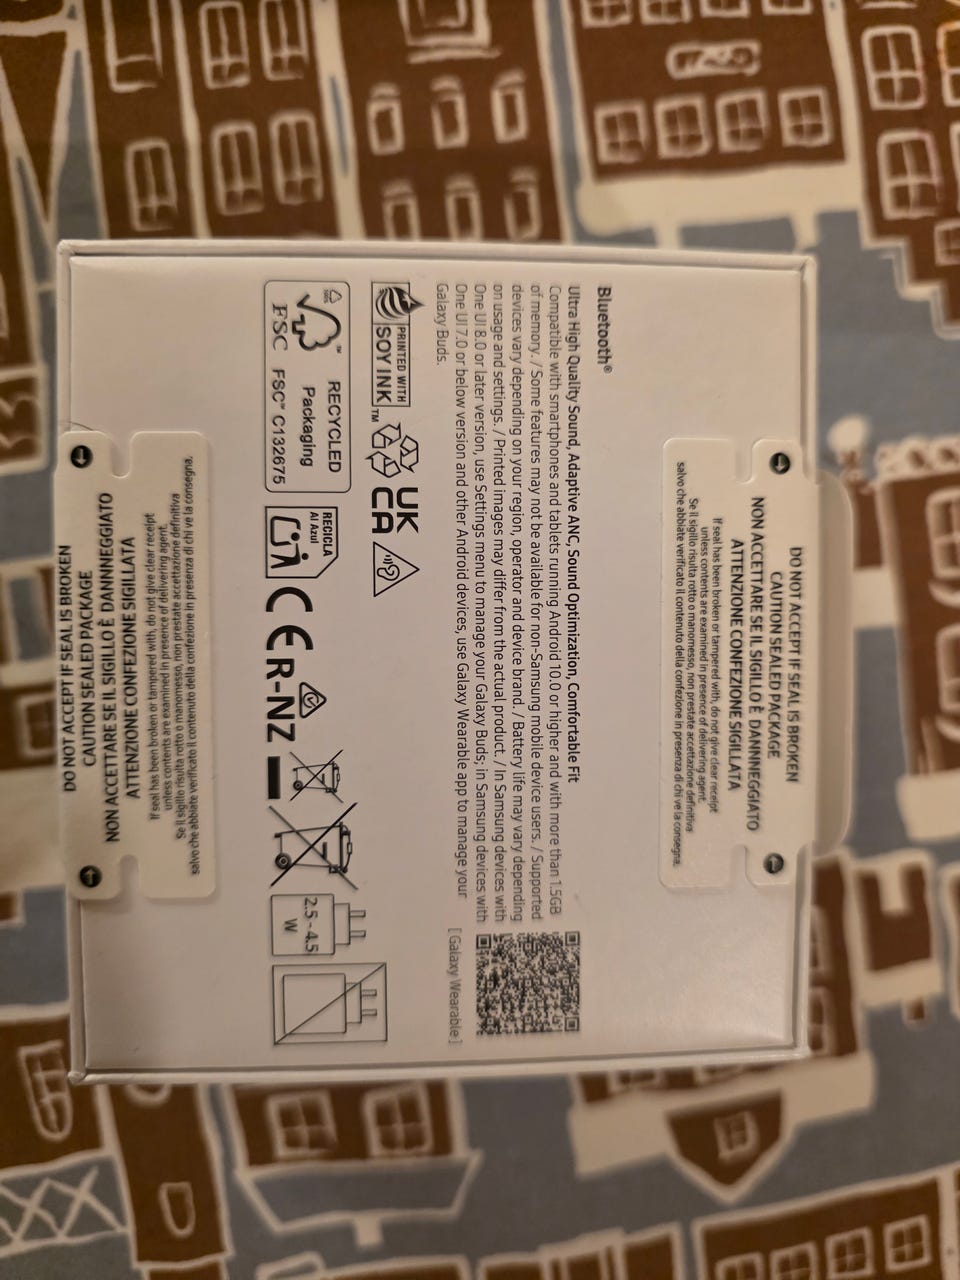 DO NOT ACCEPT IF SEAL IS BROKEN
CAUTION SEALED PACKAGE
NON ACCETTARE SE IL SIGILLO È DANNEGGIATO
ATTENZIONE CONFEZIONE SIGILLATA
If seal has been broken or tampered with, do not give clear receipt
unless contents are examined in presence of delivering agent.
Se il sigillo risulta rotto o manomesso, non prestate accettazione definitiva
salvo che abbiate verificato il contenuto della confezione in presenza di chi ve la consegna.
Bluetooth®
Ultra High Quality Sound, Adaptive ANC, Sound Optimization, Comfortable Fit
Compatible with smartphones and tablets running Android 10.0 or higher and with more than 1.5GB
of memory. / Some features may not be available for non-Samsung mobile device users. / Supported
devices vary depending on your region, operator and device brand. / Battery life may vary depending
on usage and settings. / Printed images may differ from the actual product. / In Samsung devices with
One UI 8.0 or later version, use Settings menu to manage your Galaxy Buds; in Samsung devices with
One UI 7.0 or below version and other Android devices, use Galaxy Wearable app to manage your
Galaxy Buds.
[ Galaxy Wearable ]
PRINTED WITH
SOY INK™
UK
CA
RECYCLED
Packaging
FSC™ C132675
FSC
RECICLA
Al Azul
CE
R-NZ
2.5 - 4.5
W
salvo che abbiate verificato il contenuto della confezione in presenza di chi ve la consegna.
Se il sigillo risulta rotto o manomesso, non prestate accettazione definitiva
unless contents are examined in presence of delivering agent.
If seal has been broken or tampered with, do not give clear receipt
ATTENZIONE CONFEZIONE SIGILLATA
NON ACCETTARE SE IL SIGILLO È DANNEGGIATO
CAUTION SEALED PACKAGE
DO NOT ACCEPT IF SEAL IS BROKEN